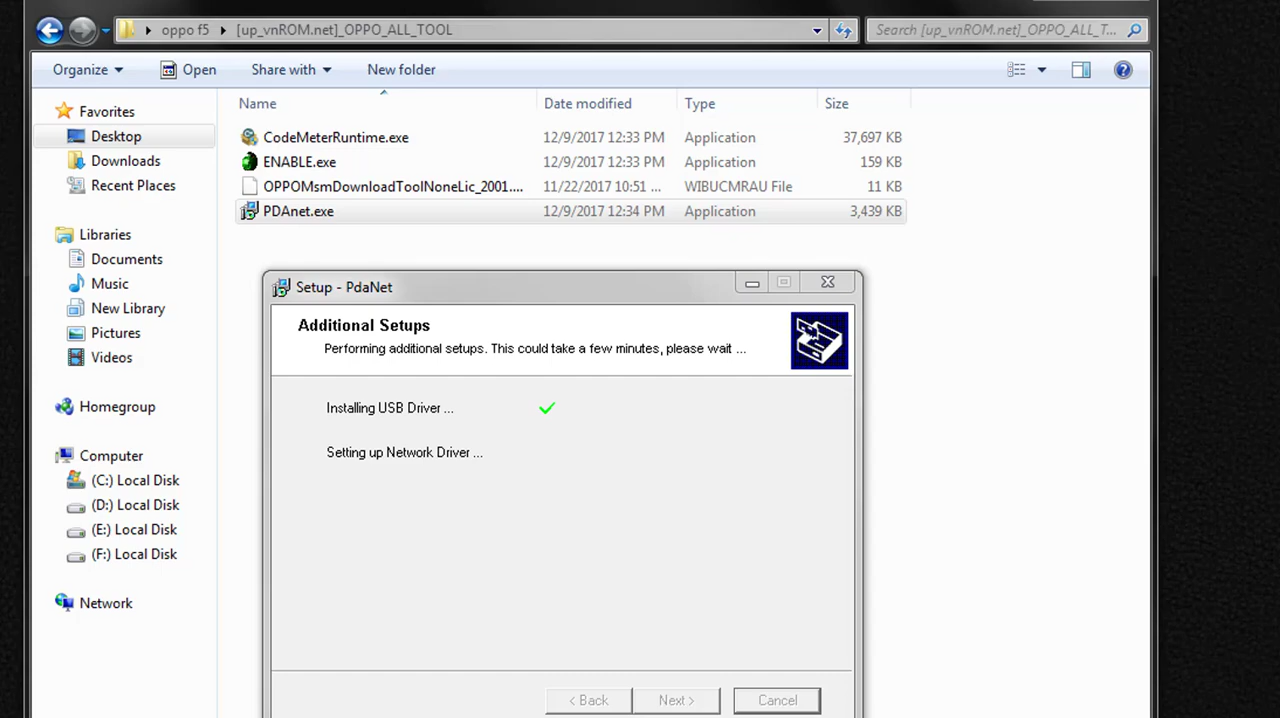 oppo f5 [up_vnROM.net]_OPPO_ALL_TOOL Search [up_vnROM.net]_OPPO_ALL_T...
Organize Open Share with New folder
Name Date modified Type Size
Favorites
Desktop
Downloads
Recent Places
Libraries
Documents
Music
New Library
Pictures
Videos
Homegroup
Computer
(C:) Local Disk
(D:) Local Disk
(E:) Local Disk
(F:) Local Disk
Network
CodeMeterRuntime.exe 12/9/2017 12:33 PM Application 37,697 KB
ENABLE.exe 12/9/2017 12:33 PM Application 159 KB
OPPOMsmDownloadToolNoneLic_2001.... 11/22/2017 10:51 ... WIBUCMRAU File 11 KB
PDAnet.exe 12/9/2017 12:34 PM Application 3,439 KB
Setup - PdaNet
Additional Setups
Performing additional setups. This could take a few minutes, please wait ...
Installing USB Driver ...
Setting up Network Driver ...
< Back Next > Cancel